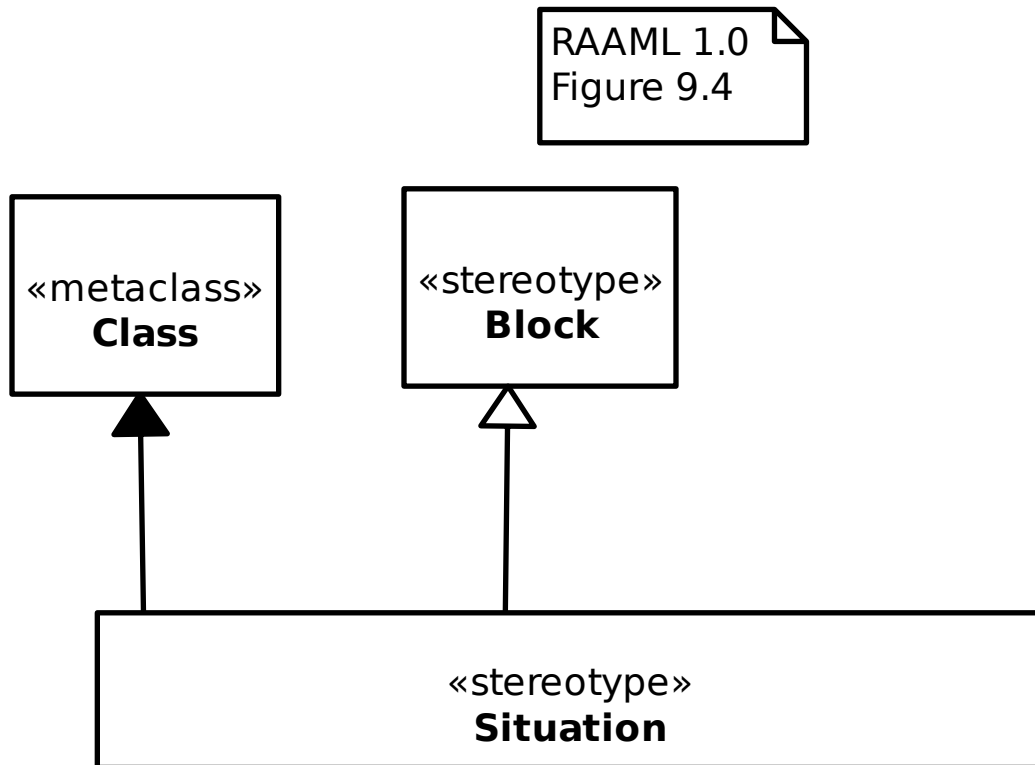 RAAML 1.0
Figure 9.4
«metaclass»
Class
«stereotype»
Block
«stereotype»
Situation